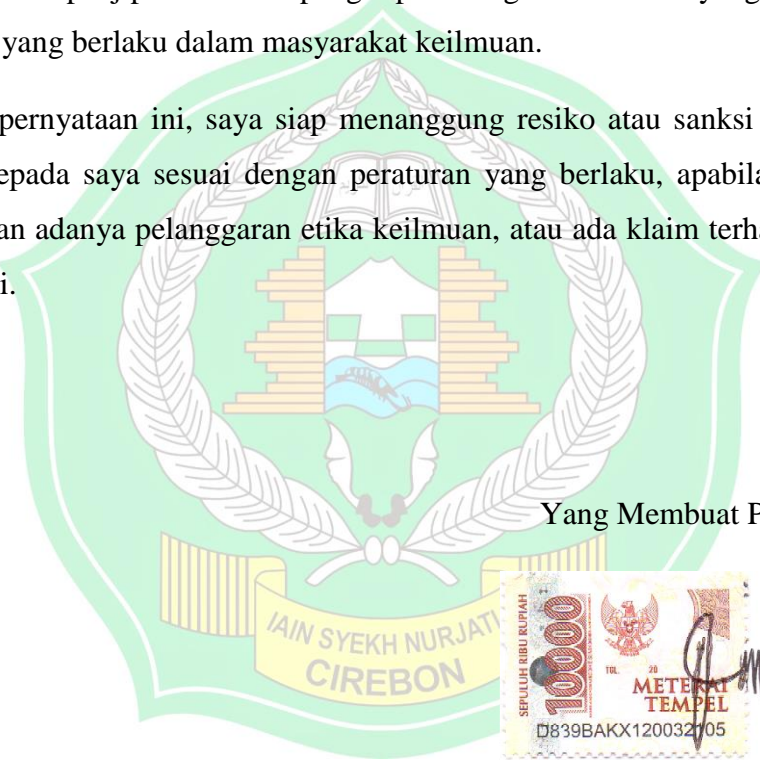 yang berlaku dalam masyarakat keilmuan.
pernyataan ini, saya siap menanggung resiko atau sanksi
epada saya sesuai dengan peraturan yang berlaku, apabila
an adanya pelanggaran etika keilmuan, atau ada klaim terha
i.
Yang Membuat P
IAIN SYEKH NURJATI
CIREBON
SEPULUH RIBU RUPIAH
10000
TGL. 20
METERAI
TEMPEL
D839BAKX120032105